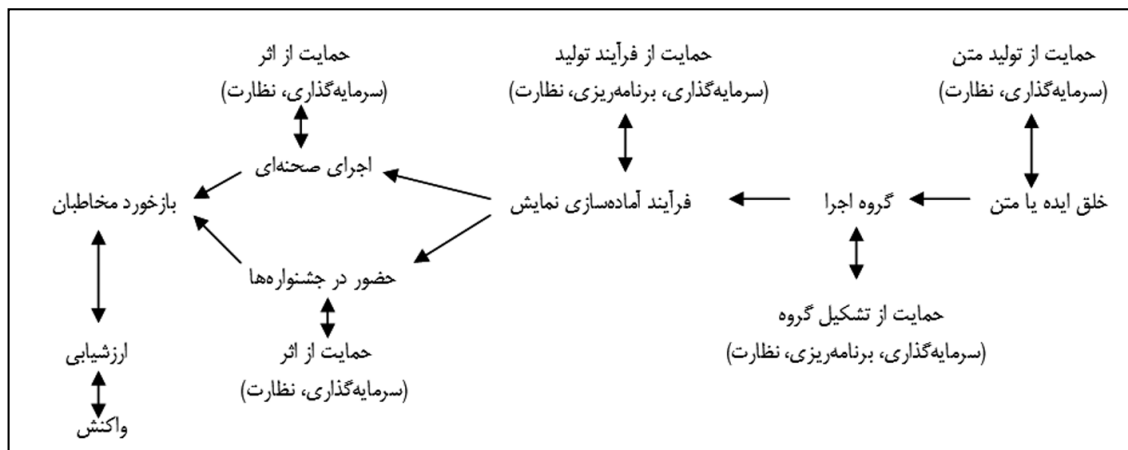 حمایت از تولید متن
(سرمایه‌گذاری، نظارت)
حمایت از فرآیند تولید
(سرمایه‌گذاری، برنامه‌ریزی، نظارت)
حمایت از اثر
(سرمایه‌گذاری، نظارت)
خلق ایده یا متن
گروه اجرا
فرآیند آماده‌سازی نمایش
اجرای صحنه‌ای
بازخورد مخاطبان
حضور در جشنواره‌ها
حمایت از تشکیل گروه
(سرمایه‌گذاری، برنامه‌ریزی، نظارت)
حمایت از اثر
(سرمایه‌گذاری، نظارت)
ارزشیابی
واکنش